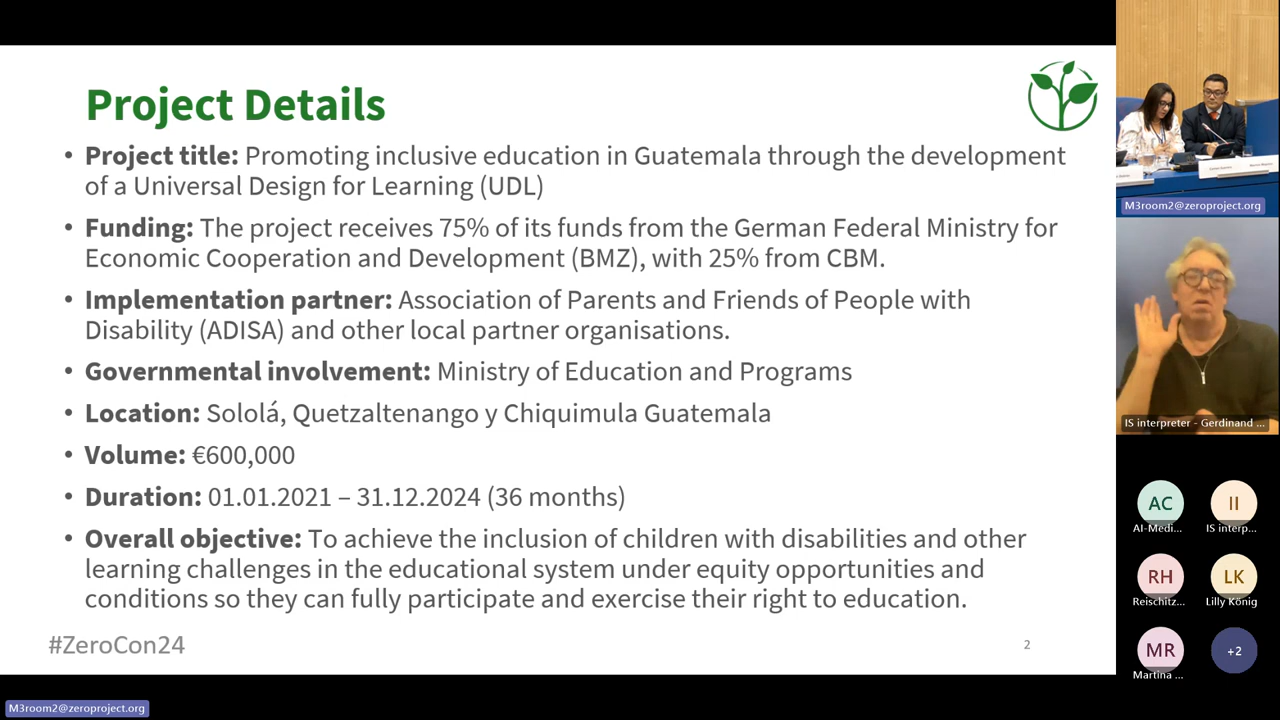 Project Details
• Project title: Promoting inclusive education in Guatemala through the development
of a Universal Design for Learning (UDL)
• Funding: The project receives 75% of its funds from the German Federal Ministry for
Economic Cooperation and Development (BMZ), with 25% from CBM.
• Implementation partner: Association of Parents and Friends of People with
Disability (ADISA) and other local partner organisations.
• Governmental involvement: Ministry of Education and Programs
• Location: Sololá, Quetzaltenango y Chiquimula Guatemala
• Volume: €600,000
• Duration: 01.01.2021 – 31.12.2024 (36 months)
• Overall objective: To achieve the inclusion of children with disabilities and other
learning challenges in the educational system under equity opportunities and
conditions so they can fully participate and exercise their right to education.
#ZeroCon24
2
M3room2@zeroproject.org
M3room2@zeroproject.org
IS interpreter - Gerdinand ...
AC
AI-Medi...
II
IS interp...
RH
Reischitz...
LK
Lilly König
MR
Martina ...
+2